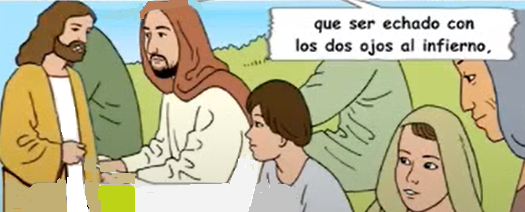 que ser echado con
los dos ojos al infierno,